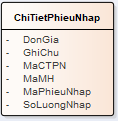 ChiTietPhieuNhap
- DonGia
- GhiChu
- MaCTPN
- MaMH
- MaPhieuNhap
- SoLuongNhap